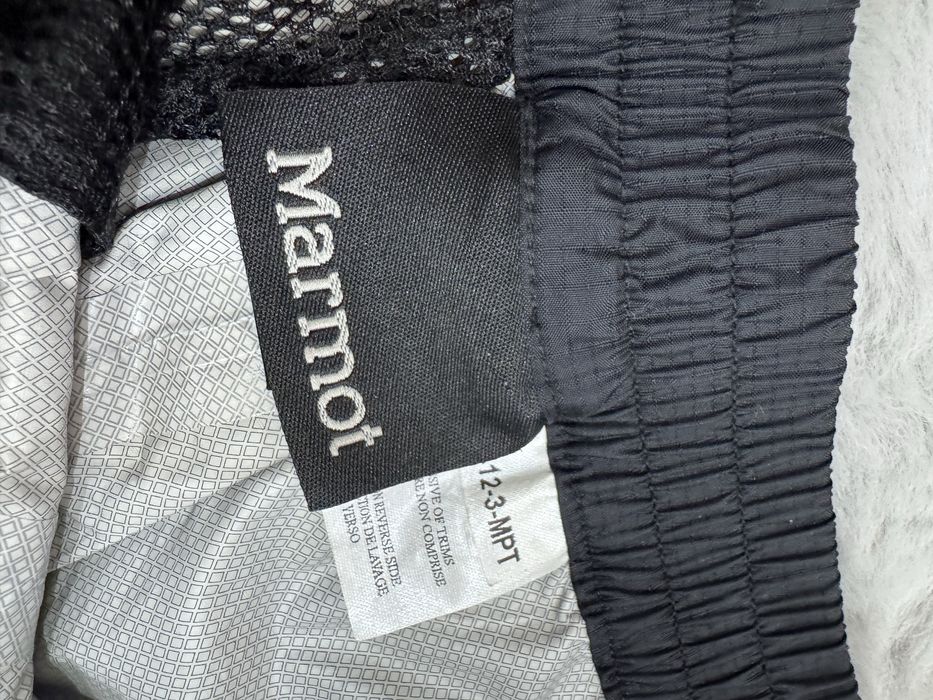 Marmot
12-3-MPT
SIVE OF TRIMS
RE NON COMPRISE
REVERSE SIDE
TION DE LAVAGE
VERSO